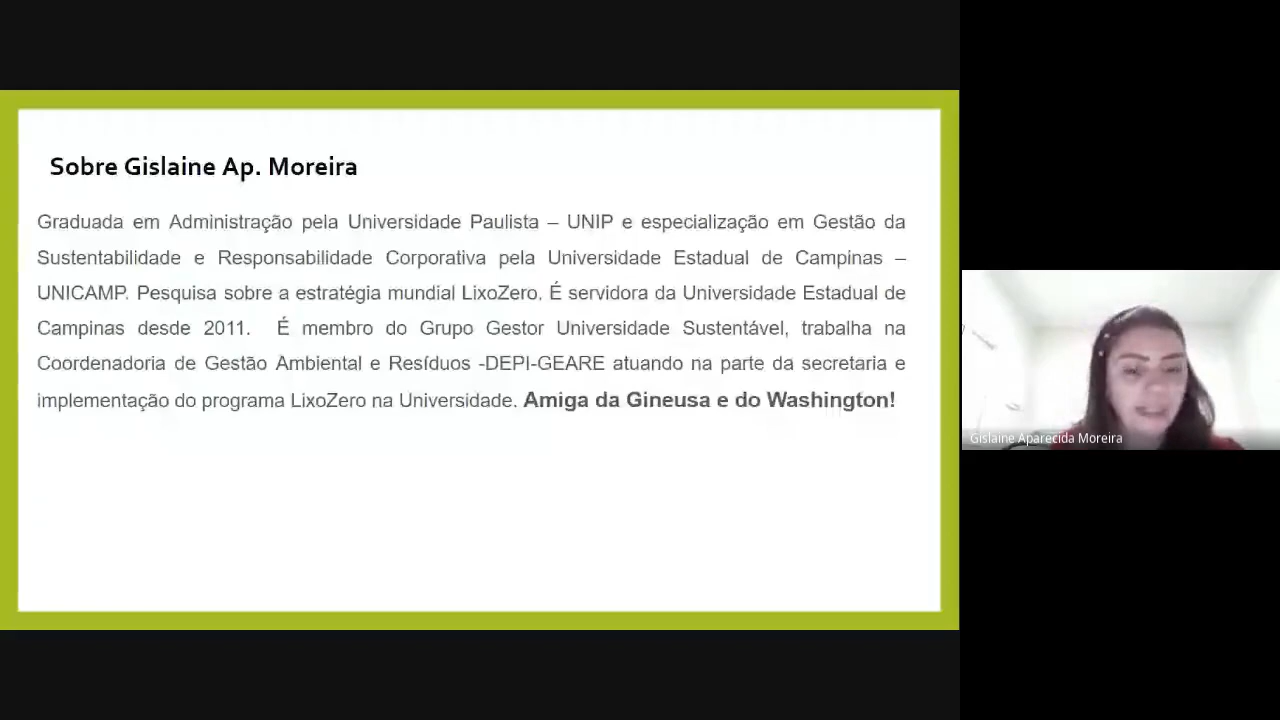 Sobre Gislaine Ap. Moreira
Graduada em Administração pela Universidade Paulista – UNIP e especialização em Gestão da
Sustentabilidade e Responsabilidade Corporativa pela Universidade Estadual de Campinas –
UNICAMP. Pesquisa sobre a estratégia mundial LixoZero. É servidora da Universidade Estadual de
Campinas desde 2011. É membro do Grupo Gestor Universidade Sustentável, trabalha na
Coordenadoria de Gestão Ambiental e Resíduos -DEPI-GEARE atuando na parte da secretaria e
implementação do programa LixoZero na Universidade. Amiga da Gineusa e do Washington!
Gislaine Aparecida Moreira